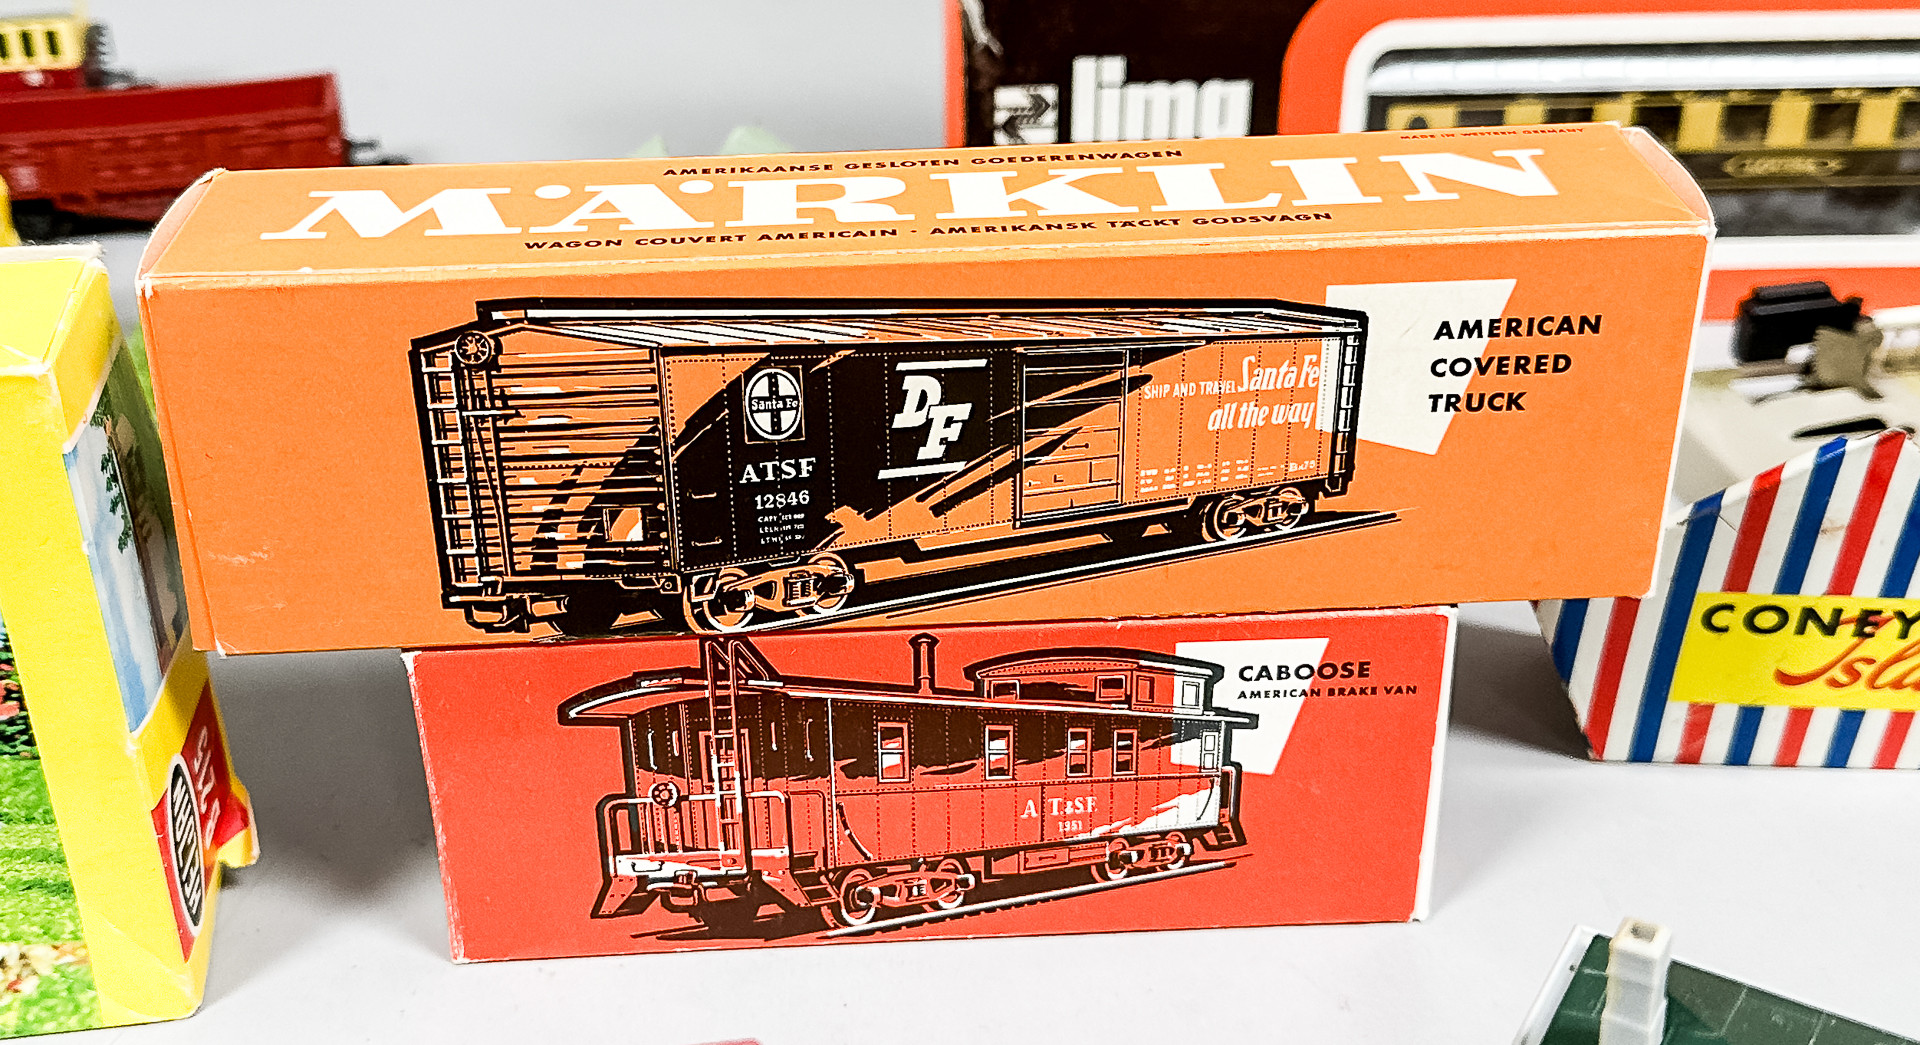 lima
AMERIKAANSE GESLOTEN GOEDERENWAGEN
MADE IN WESTERN GERMANY
MÄRKLIN
WAGON COUVERT AMERICAIN · AMERIKANSK TÄCKT GODSVAGN
AMERICAN
COVERED
TRUCK
Santa Fe
DF
SHIP AND TRAVEL Santa Fe
all the way
ATSF
12846
CABOOSE
AMERICAN BRAKE VAN
A.T.&S.F.
1951
CONEY